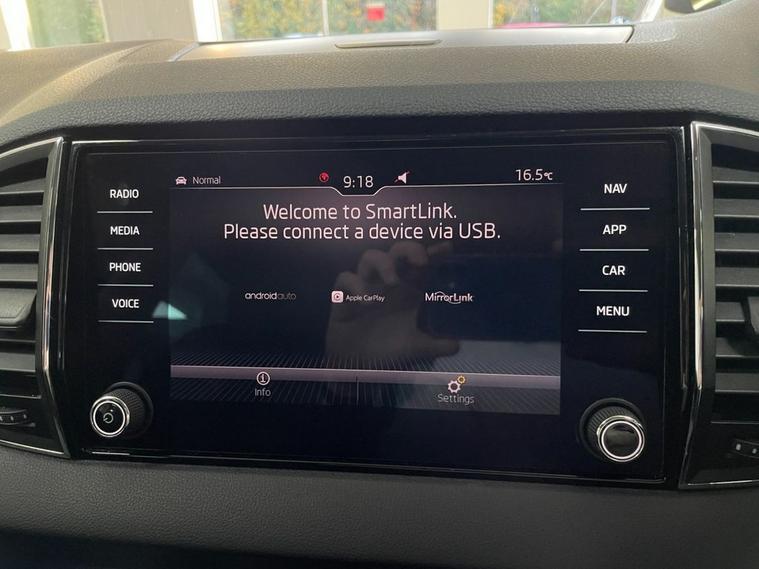 RADIO
MEDIA
PHONE
VOICE
Normal
9:18
16.5°C
Welcome to SmartLink.
Please connect a device via USB.
androidauto
Apple CarPlay
MirrorLink
Info
Settings
NAV
APP
CAR
MENU